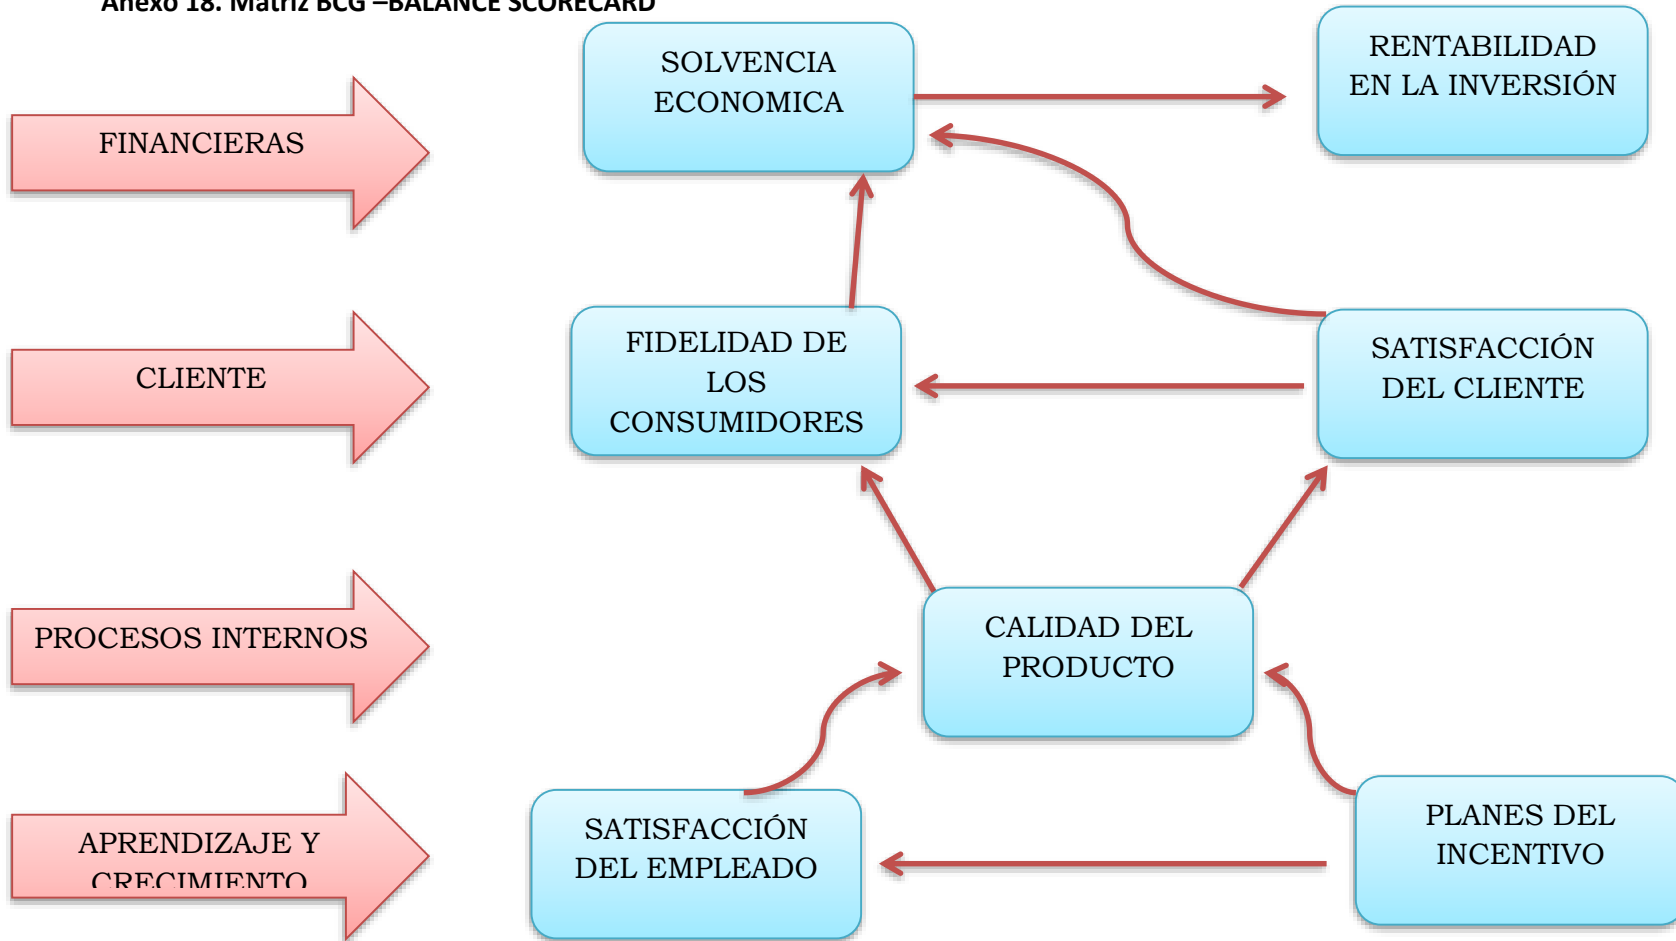 Anexo 18. Matriz BCG –BALANCE SCORECARD
FINANCIERAS
SOLVENCIA
ECONOMICA
RENTABILIDAD
EN LA INVERSIÓN
CLIENTE
FIDELIDAD DE
LOS
CONSUMIDORES
SATISFACCIÓN
DEL CLIENTE
PROCESOS INTERNOS
CALIDAD DEL
PRODUCTO
APRENDIZAJE Y
CRECIMIENTO
SATISFACCIÓN
DEL EMPLEADO
PLANES DEL
INCENTIVO